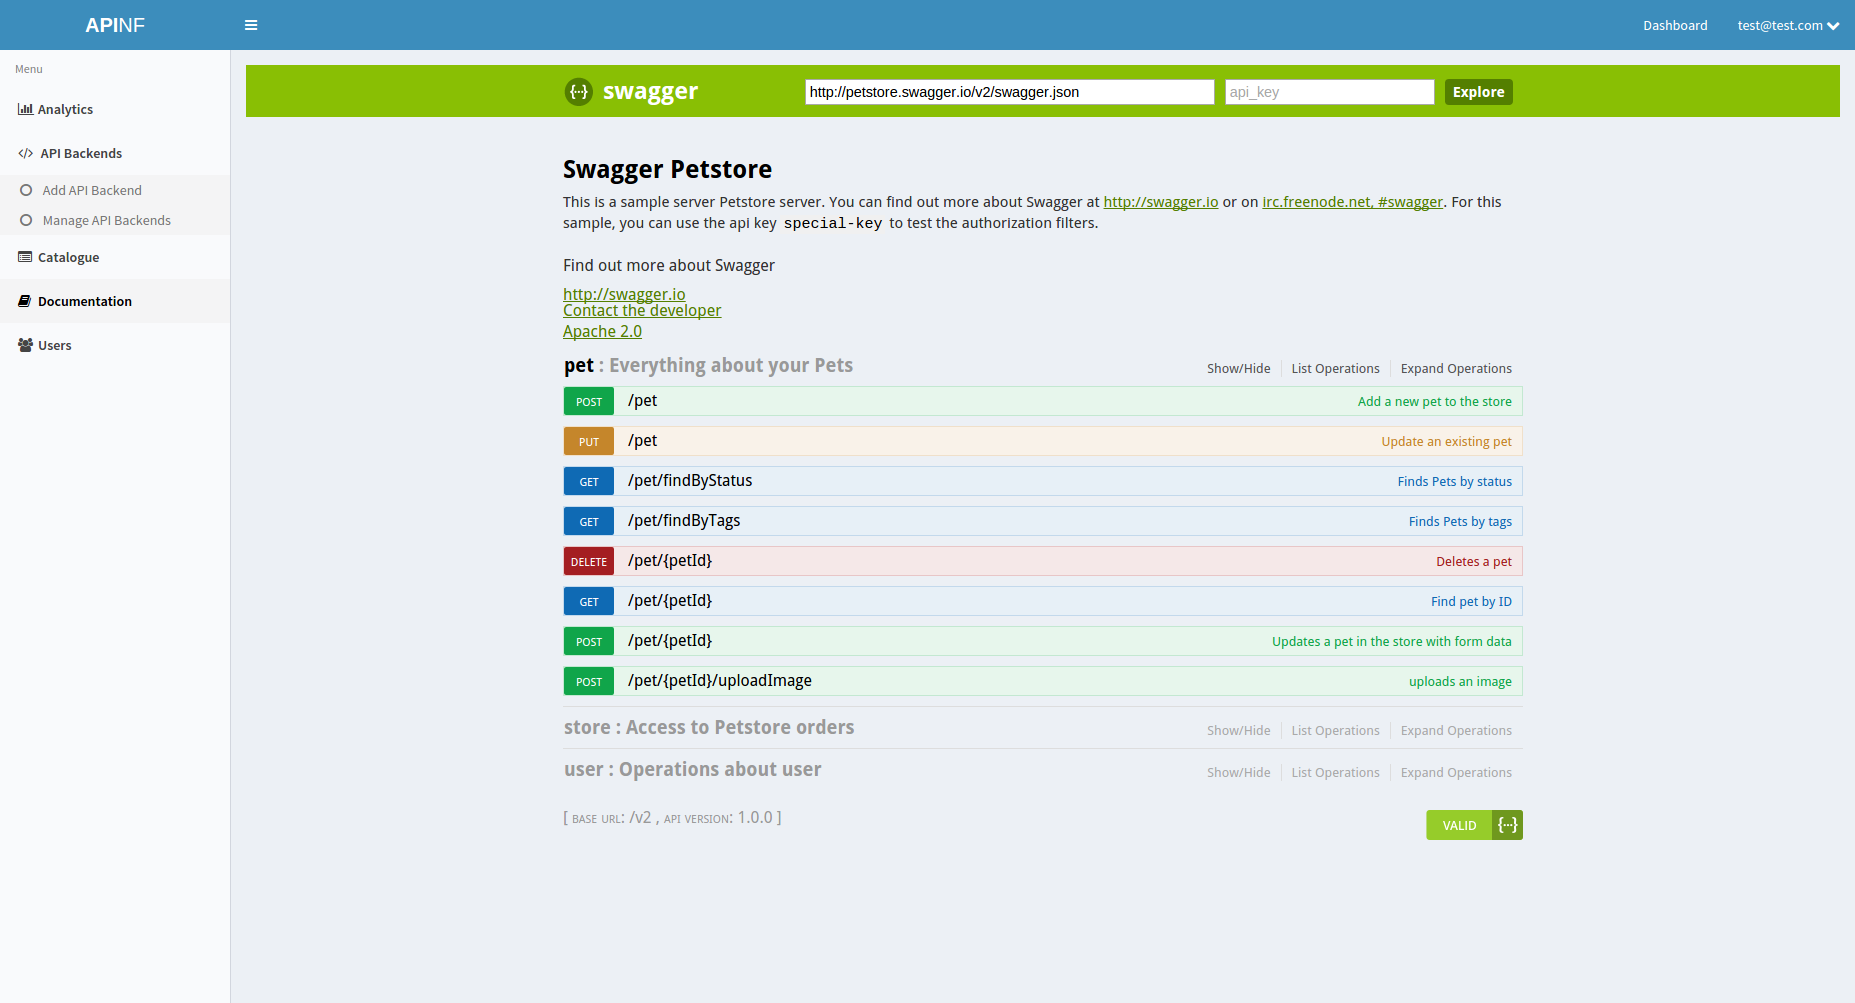 APINF
Dashboard
test@test.com
Menu
Analytics
API Backends
Add API Backend
Manage API Backends
Catalogue
Documentation
Users
swagger
http://petstore.swagger.io/v2/swagger.json
api_key
Explore
Swagger Petstore
This is a sample server Petstore server. You can find out more about Swagger at http://swagger.io or on irc.freenode.net, #swagger. For this
sample, you can use the api key special-key to test the authorization filters.
Find out more about Swagger
http://swagger.io
Contact the developer
Apache 2.0
pet : Everything about your Pets
Show/Hide List Operations Expand Operations
POST /pet Add a new pet to the store
PUT /pet Update an existing pet
GET /pet/findByStatus Finds Pets by status
GET /pet/findByTags Finds Pets by tags
DELETE /pet/{petId} Deletes a pet
GET /pet/{petId} Find pet by ID
POST /pet/{petId} Updates a pet in the store with form data
POST /pet/{petId}/uploadImage uploads an image
store : Access to Petstore orders
Show/Hide List Operations Expand Operations
user : Operations about user
Show/Hide List Operations Expand Operations
[ BASE URL: /v2 , API VERSION: 1.0.0 ]
VALID {···}